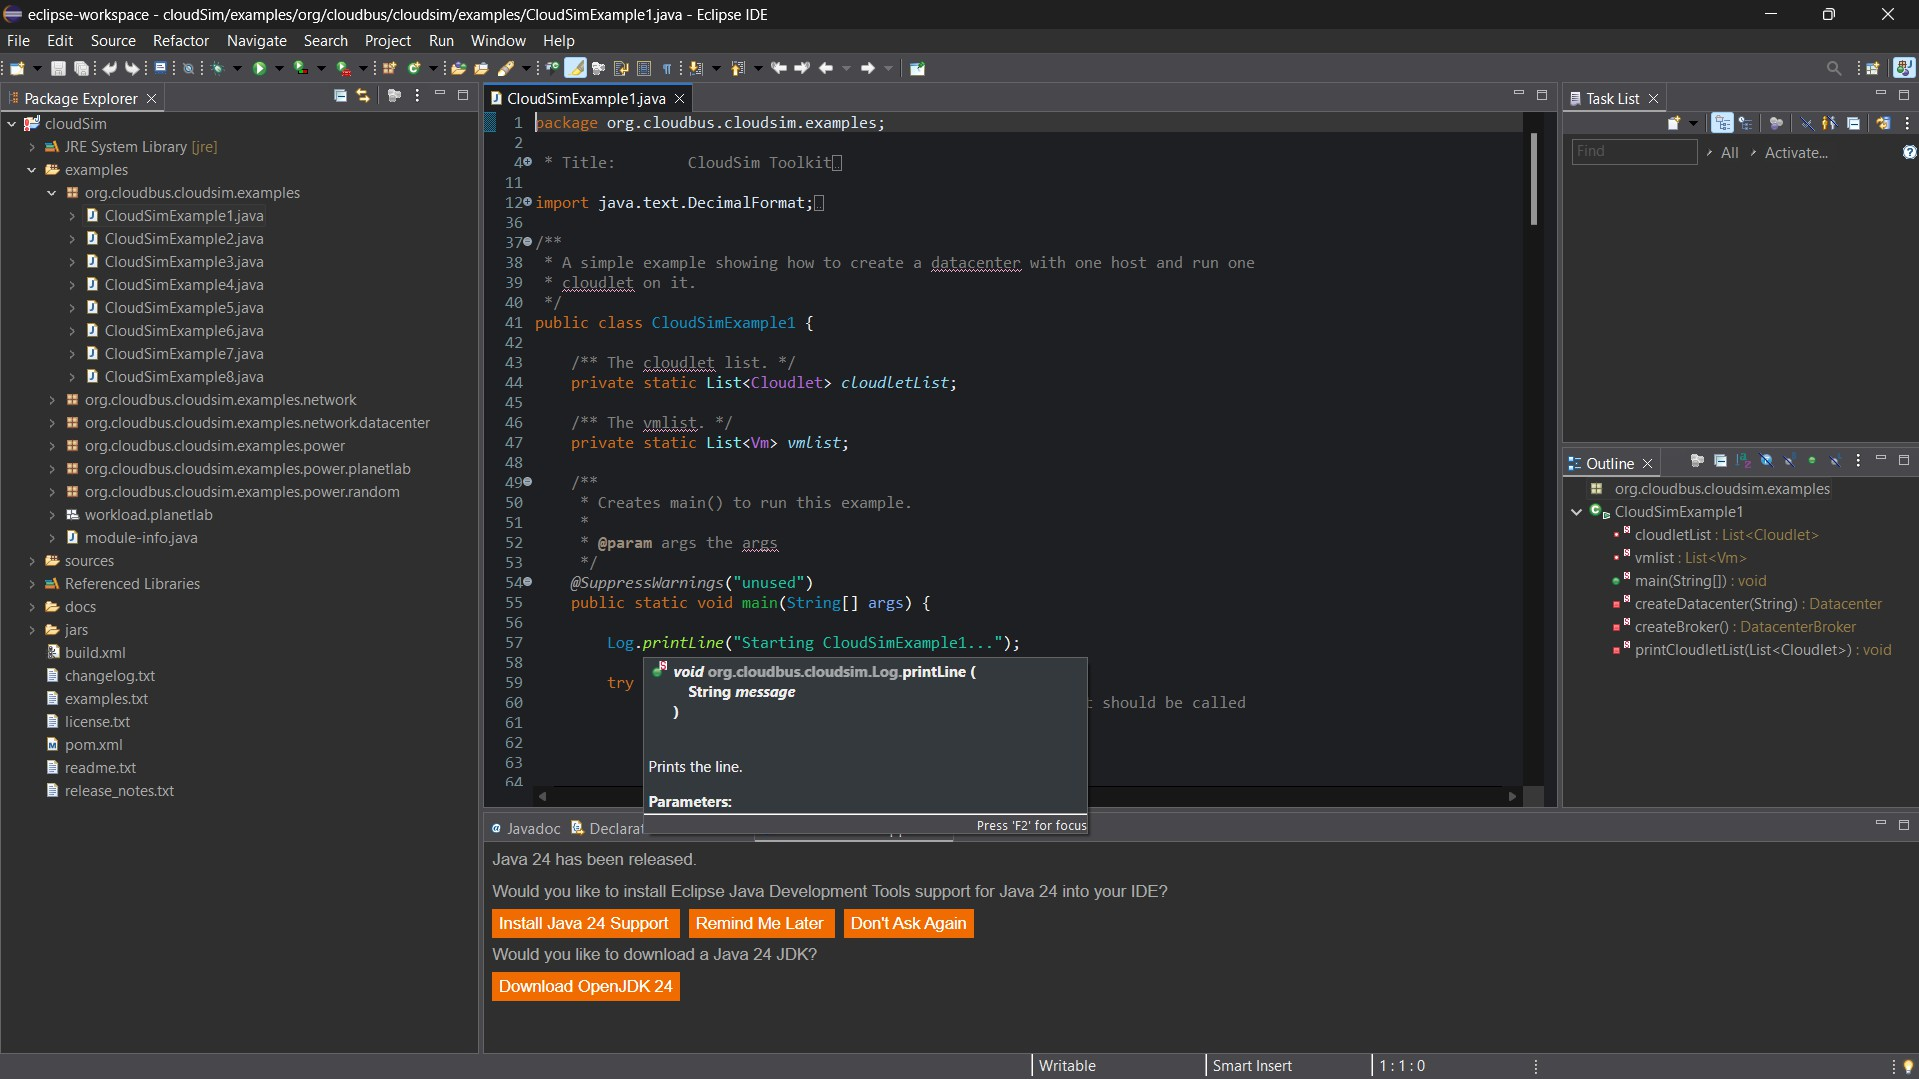 eclipse-workspace - cloudSim/examples/org/cloudbus/cloudsim/examples/CloudSimExample1.java - Eclipse IDE
File Edit Source Refactor Navigate Search Project Run Window Help
Package Explorer
cloudSim
JRE System Library [jre]
examples
org.cloudbus.cloudsim.examples
CloudSimExample1.java
CloudSimExample2.java
CloudSimExample3.java
CloudSimExample4.java
CloudSimExample5.java
CloudSimExample6.java
CloudSimExample7.java
CloudSimExample8.java
org.cloudbus.cloudsim.examples.network
org.cloudbus.cloudsim.examples.network.datacenter
org.cloudbus.cloudsim.examples.power
org.cloudbus.cloudsim.examples.power.planetlab
org.cloudbus.cloudsim.examples.power.random
workload.planetlab
module-info.java
sources
Referenced Libraries
docs
jars
build.xml
changelog.txt
examples.txt
license.txt
pom.xml
readme.txt
release_notes.txt
CloudSimExample1.java
1 package org.cloudbus.cloudsim.examples;
2
4 * Title: CloudSim Toolkit
11
12 import java.text.DecimalFormat;
36
37 /**
38 * A simple example showing how to create a datacenter with one host and run one
39 * cloudlet on it.
40 */
41 public class CloudSimExample1 {
42
43 /** The cloudlet list. */
44 private static List<Cloudlet> cloudletList;
45
46 /** The vmlist. */
47 private static List<Vm> vmlist;
48
49 /**
50 * Creates main() to run this example.
51 *
52 * @param args the args
53 */
54 @SuppressWarnings("unused")
55 public static void main(String[] args) {
56
57 Log.printLine("Starting CloudSimExample1...");
58
59 try
60 should be called
61
62
63
64
void org.cloudbus.cloudsim.Log.printLine (
String message
)
Prints the line.
Parameters:
Press 'F2' for focus
Task List
Find All Activate...
Outline
org.cloudbus.cloudsim.examples
CloudSimExample1
cloudletList : List<Cloudlet>
vmlist : List<Vm>
main(String[]) : void
createDatacenter(String) : Datacenter
createBroker() : DatacenterBroker
printCloudletList(List<Cloudlet>) : void
Javadoc Declarat
Java 24 has been released.
Would you like to install Eclipse Java Development Tools support for Java 24 into your IDE?
Install Java 24 Support Remind Me Later Don't Ask Again
Would you like to download a Java 24 JDK?
Download OpenJDK 24
Writable Smart Insert 1 : 1 : 0